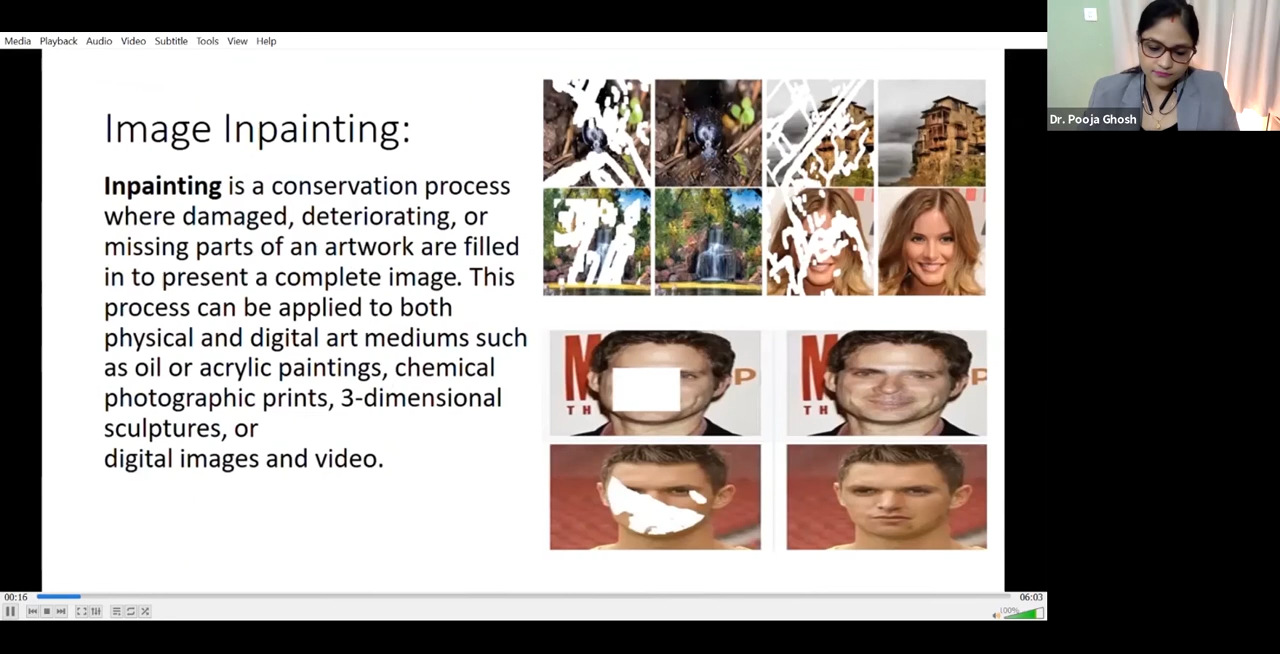 Media Playback Audio Video Subtitle Tools View Help
Dr. Pooja Ghosh
Image Inpainting:
Inpainting is a conservation process
where damaged, deteriorating, or
missing parts of an artwork are filled
in to present a complete image. This
process can be applied to both
physical and digital art mediums such
as oil or acrylic paintings, chemical
photographic prints, 3-dimensional
sculptures, or
digital images and video.
M P
TH
M P
TH
00:16 06:03
100%